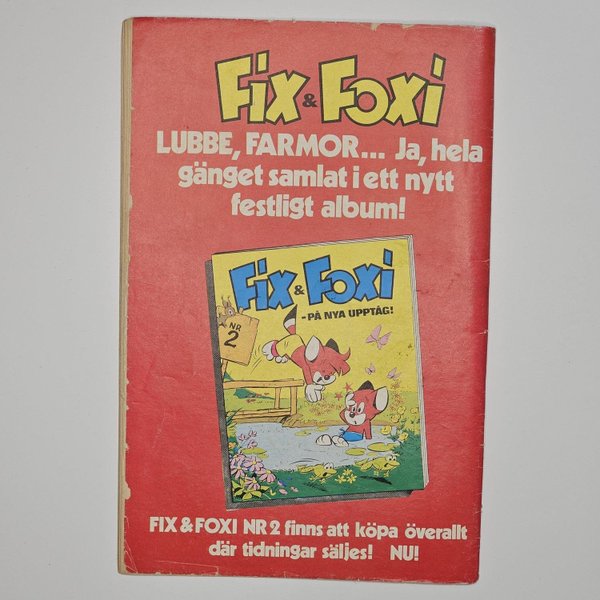 Fix & Foxi
LUBBE, FARMOR... Ja, hela
gänget samlat i ett nytt
festligt album!
Fix & Foxi
-PÅ NYA UPPTÅG!
NR
2
FIX & FOXI NR 2 finns att köpa överallt
där tidningar säljes! NU!